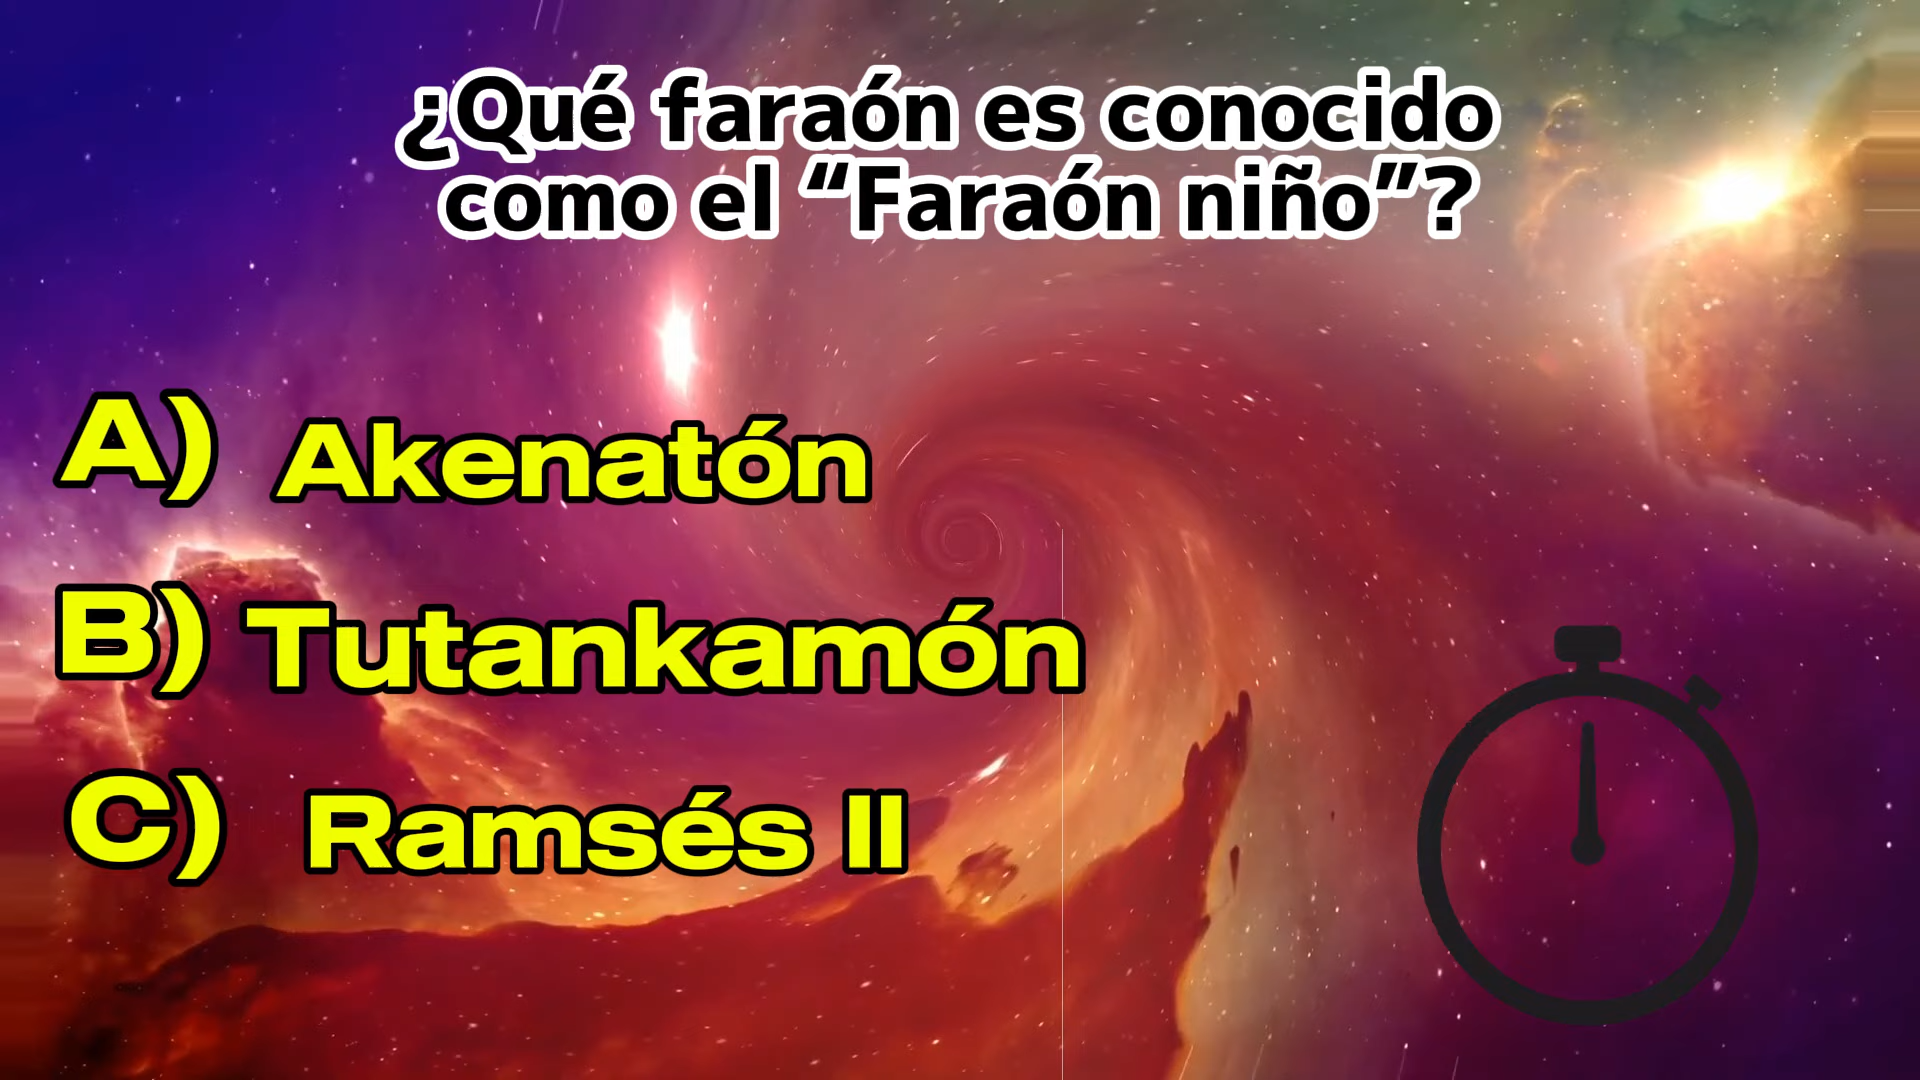 ¿Qué faraón es conocido
como el “Faraón niño”?
A) Akenatón
B) Tutankamón
C) Ramsés II